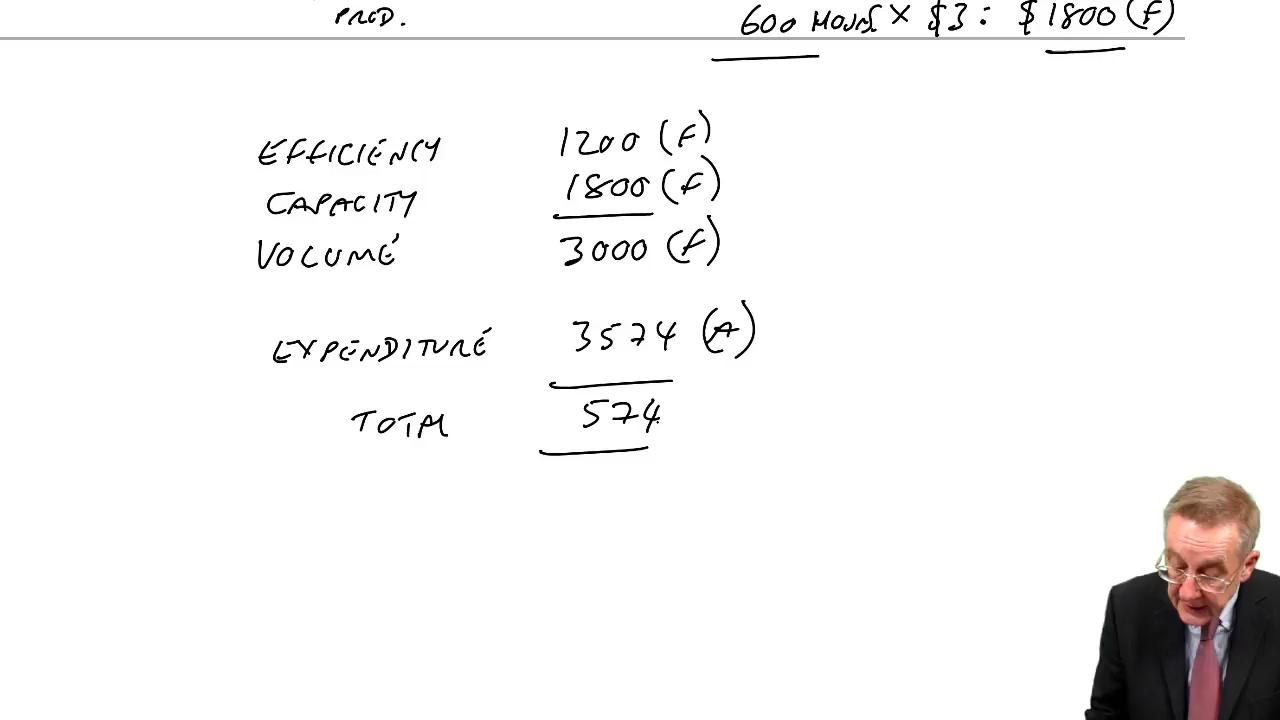 PROD.
600 HOURS × $3 : $1800 (F)
EFFICIENCY 1200 (F)
CAPACITY 1800 (F)
VOLUME 3000 (F)
EXPENDITURE 3574 (A)
TOTAL 574